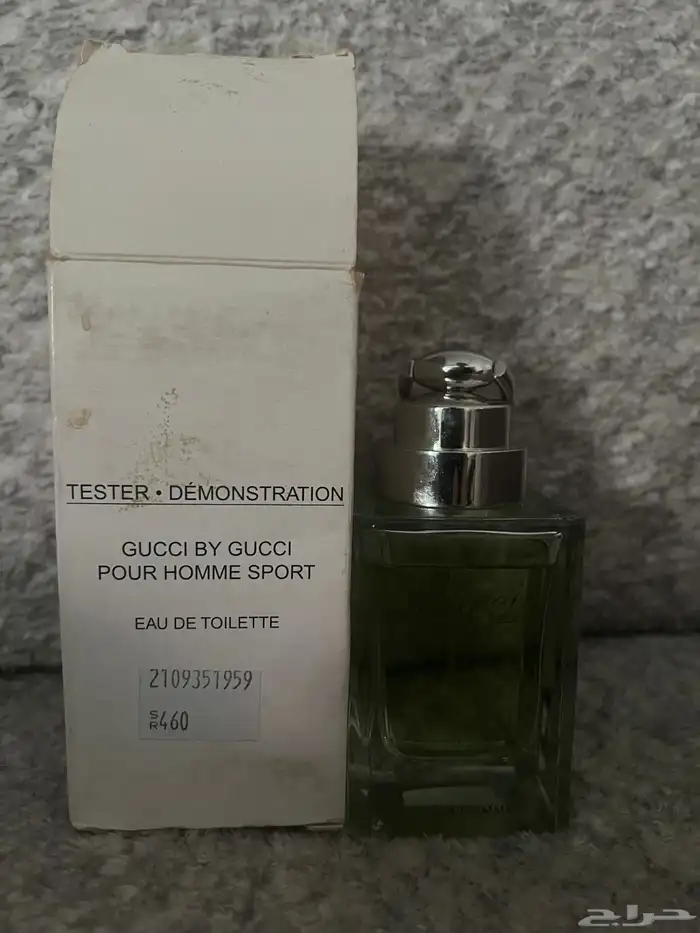 TESTER • DÉMONSTRATION
GUCCI BY GUCCI
POUR HOMME SPORT
EAU DE TOILETTE
2109351959
SR460
حراج